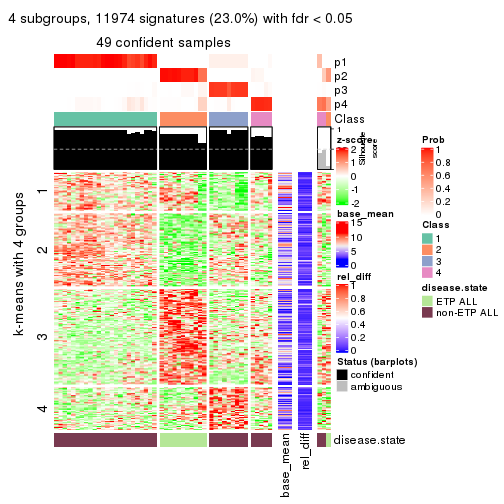 4 subgroups, 11974 signatures (23.0%) with fdr < 0.05
49 confident samples
p1
p2
p3
p4
Class
1
Silhouette
score
z-score
2
1
0
-1
-2
base_mean
15
10
5
0
rel_diff
1
0.8
0.6
0.4
0.2
0
Status (barplots)
confident
ambiguous
Prob
1
0.8
0.6
0.4
0.2
0
Class
1
2
3
4
disease.state
ETP ALL
non-ETP ALL
k-means with 4 groups
1
2
3
4
disease.state
base_mean
rel_diff